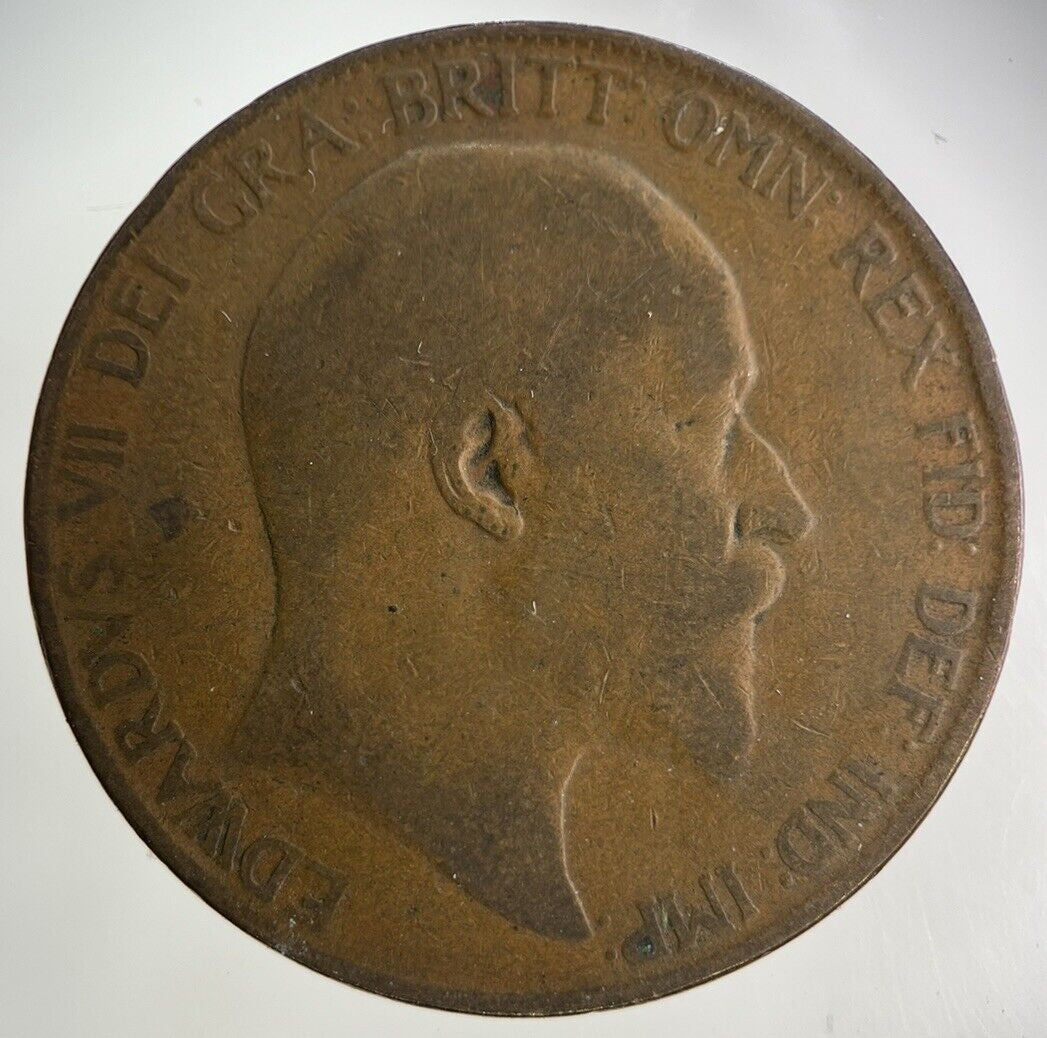 EDWARDVS VII DEI GRA: BRITT: OMN: REX FID: DEF: IND: IMP: